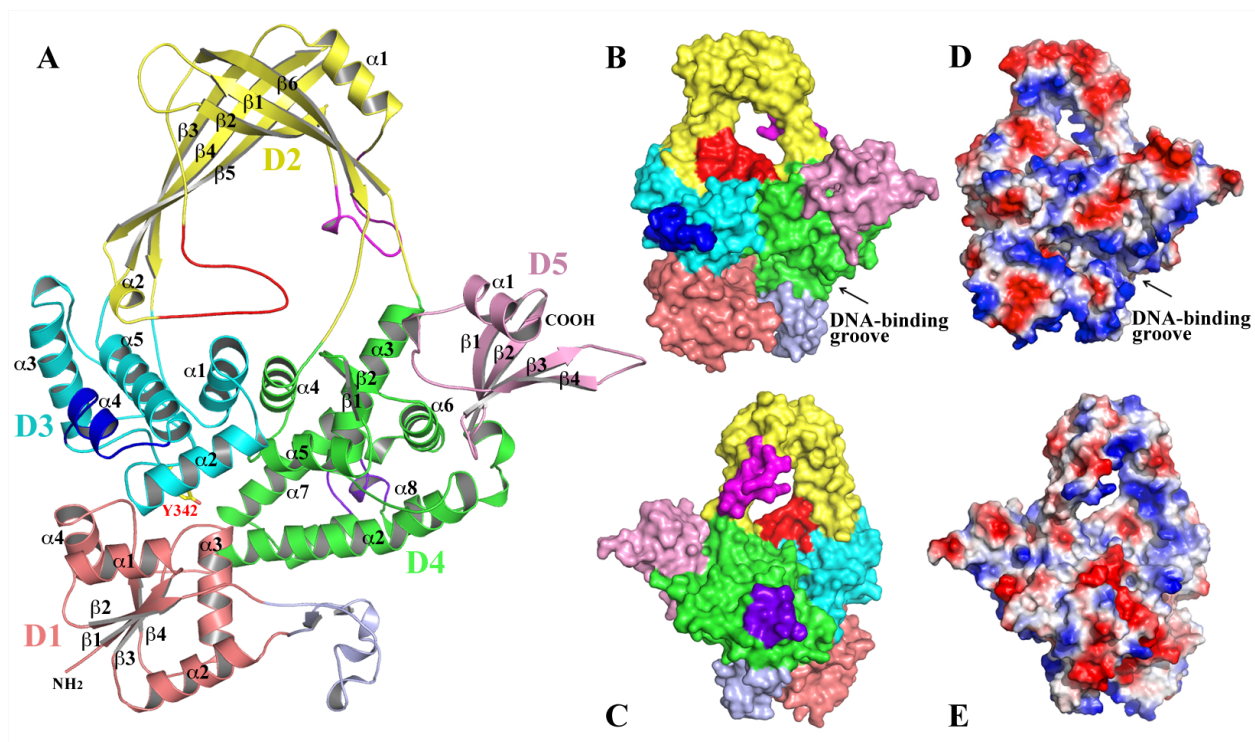 A
α1
β6
β1
β3
β2
β4
D2
β5
α2
D5
α1
COOH
α3
α5
α3
β1
β2
β2
β3
α1
α4
β4
β1
α4
α6
D3
α2
α5
α7
α8
Y342
α4
α3
α2
α1
D4
β2
D1
β1
β4
β3
α2
NH2
B
DNA-binding
groove
D
DNA-binding
groove
C
E